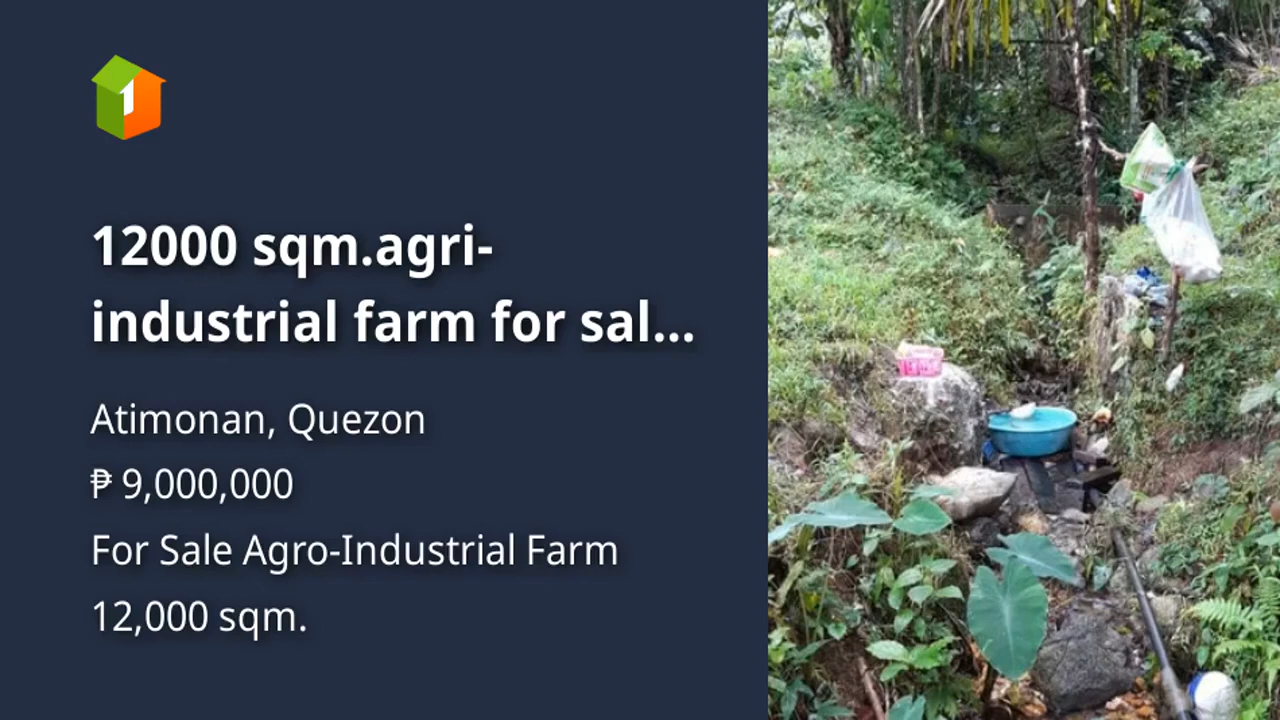 12000 sqm.agri-
industrial farm for sal...
Atimonan, Quezon
₱ 9,000,000
For Sale Agro-Industrial Farm
12,000 sqm.